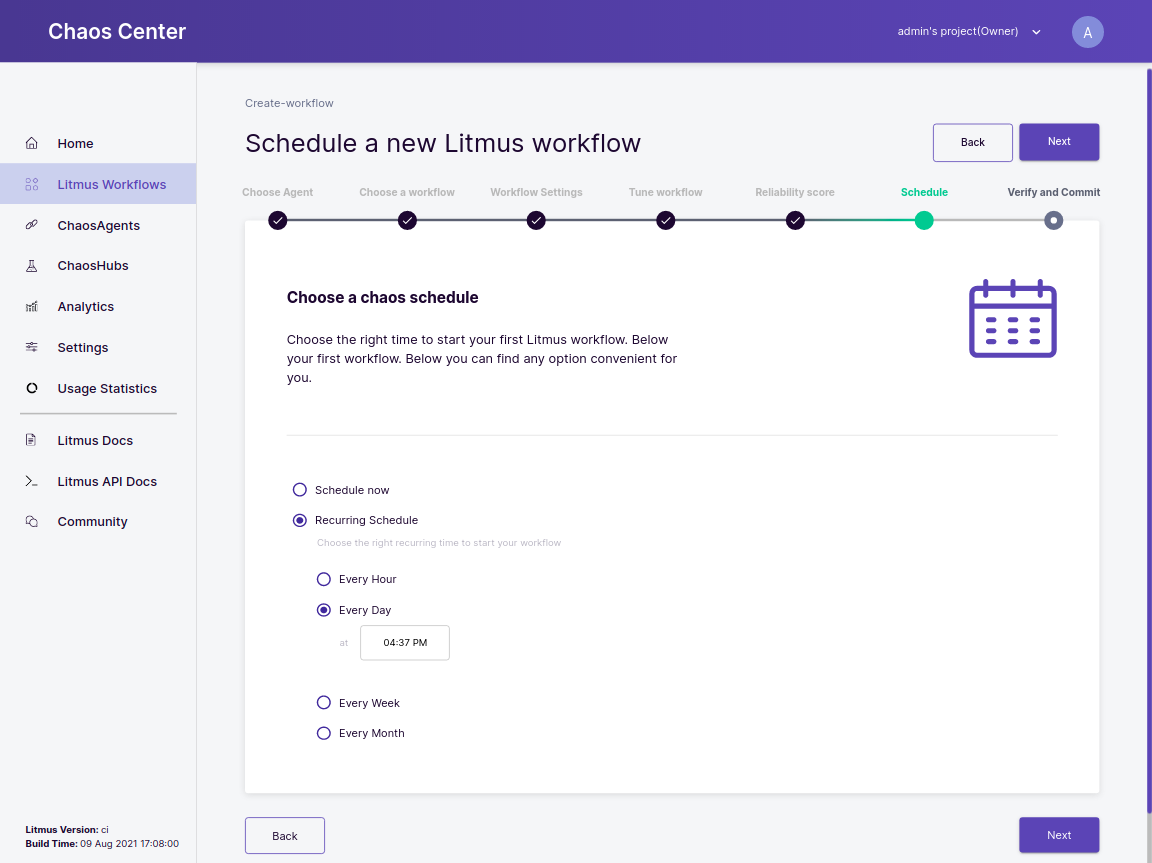 Chaos Center
admin's project(Owner)
A
Home
Litmus Workflows
ChaosAgents
ChaosHubs
Analytics
Settings
Usage Statistics
Litmus Docs
Litmus API Docs
Community
Litmus Version: ci
Build Time: 09 Aug 2021 17:08:00
Create-workflow
Schedule a new Litmus workflow
Back
Next
Choose Agent
Choose a workflow
Workflow Settings
Tune workflow
Reliability score
Schedule
Verify and Commit
Choose a chaos schedule
Choose the right time to start your first Litmus workflow. Below
your first workflow. Below you can find any option convenient for
you.
Schedule now
Recurring Schedule
Choose the right recurring time to start your workflow
Every Hour
Every Day
at
04:37 PM
Every Week
Every Month
Back
Next